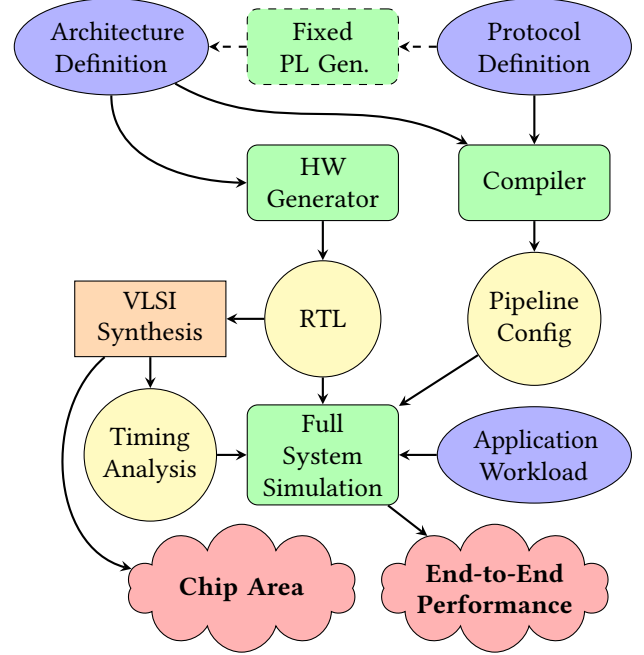 Architecture
Definition
Fixed
PL Gen.
Protocol
Definition
HW
Generator
Compiler
VLSI
Synthesis
RTL
Pipeline
Config
Timing
Analysis
Full
System
Simulation
Application
Workload
Chip Area
End-to-End
Performance